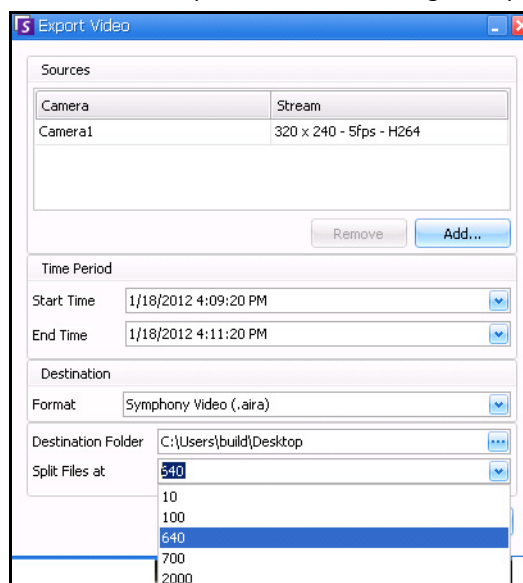 Export Video
Sources
Camera Stream
Camera1 320 x 240 - 5fps - H264
Remove Add...
Time Period
Start Time 1/18/2012 4:09:20 PM
End Time 1/18/2012 4:11:20 PM
Destination
Format Symphony Video (.aira)
Destination Folder C:\Users\build\Desktop
Split Files at 640
10
100
640
700
2000